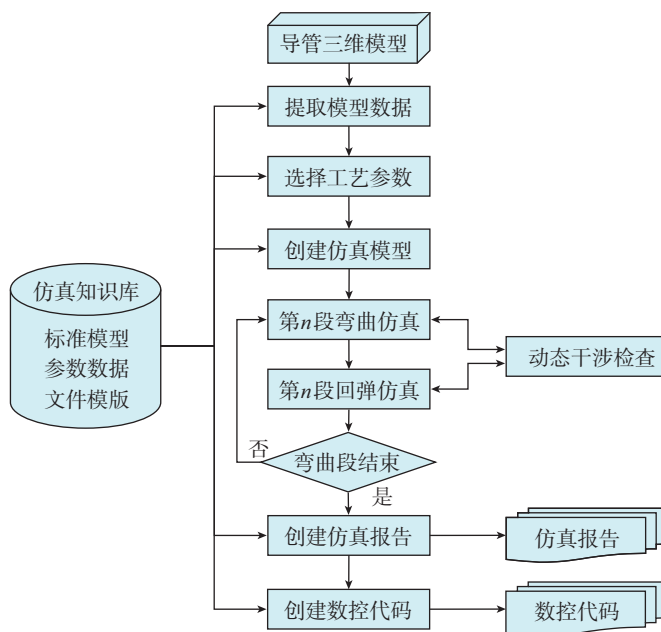 导管三维模型
提取模型数据
选择工艺参数
创建仿真模型
仿真知识库
标准模型
参数数据
文件模版
第n段弯曲仿真
动态干涉检查
第n段回弹仿真
否
弯曲段结束
是
创建仿真报告
仿真报告
创建数控代码
数控代码